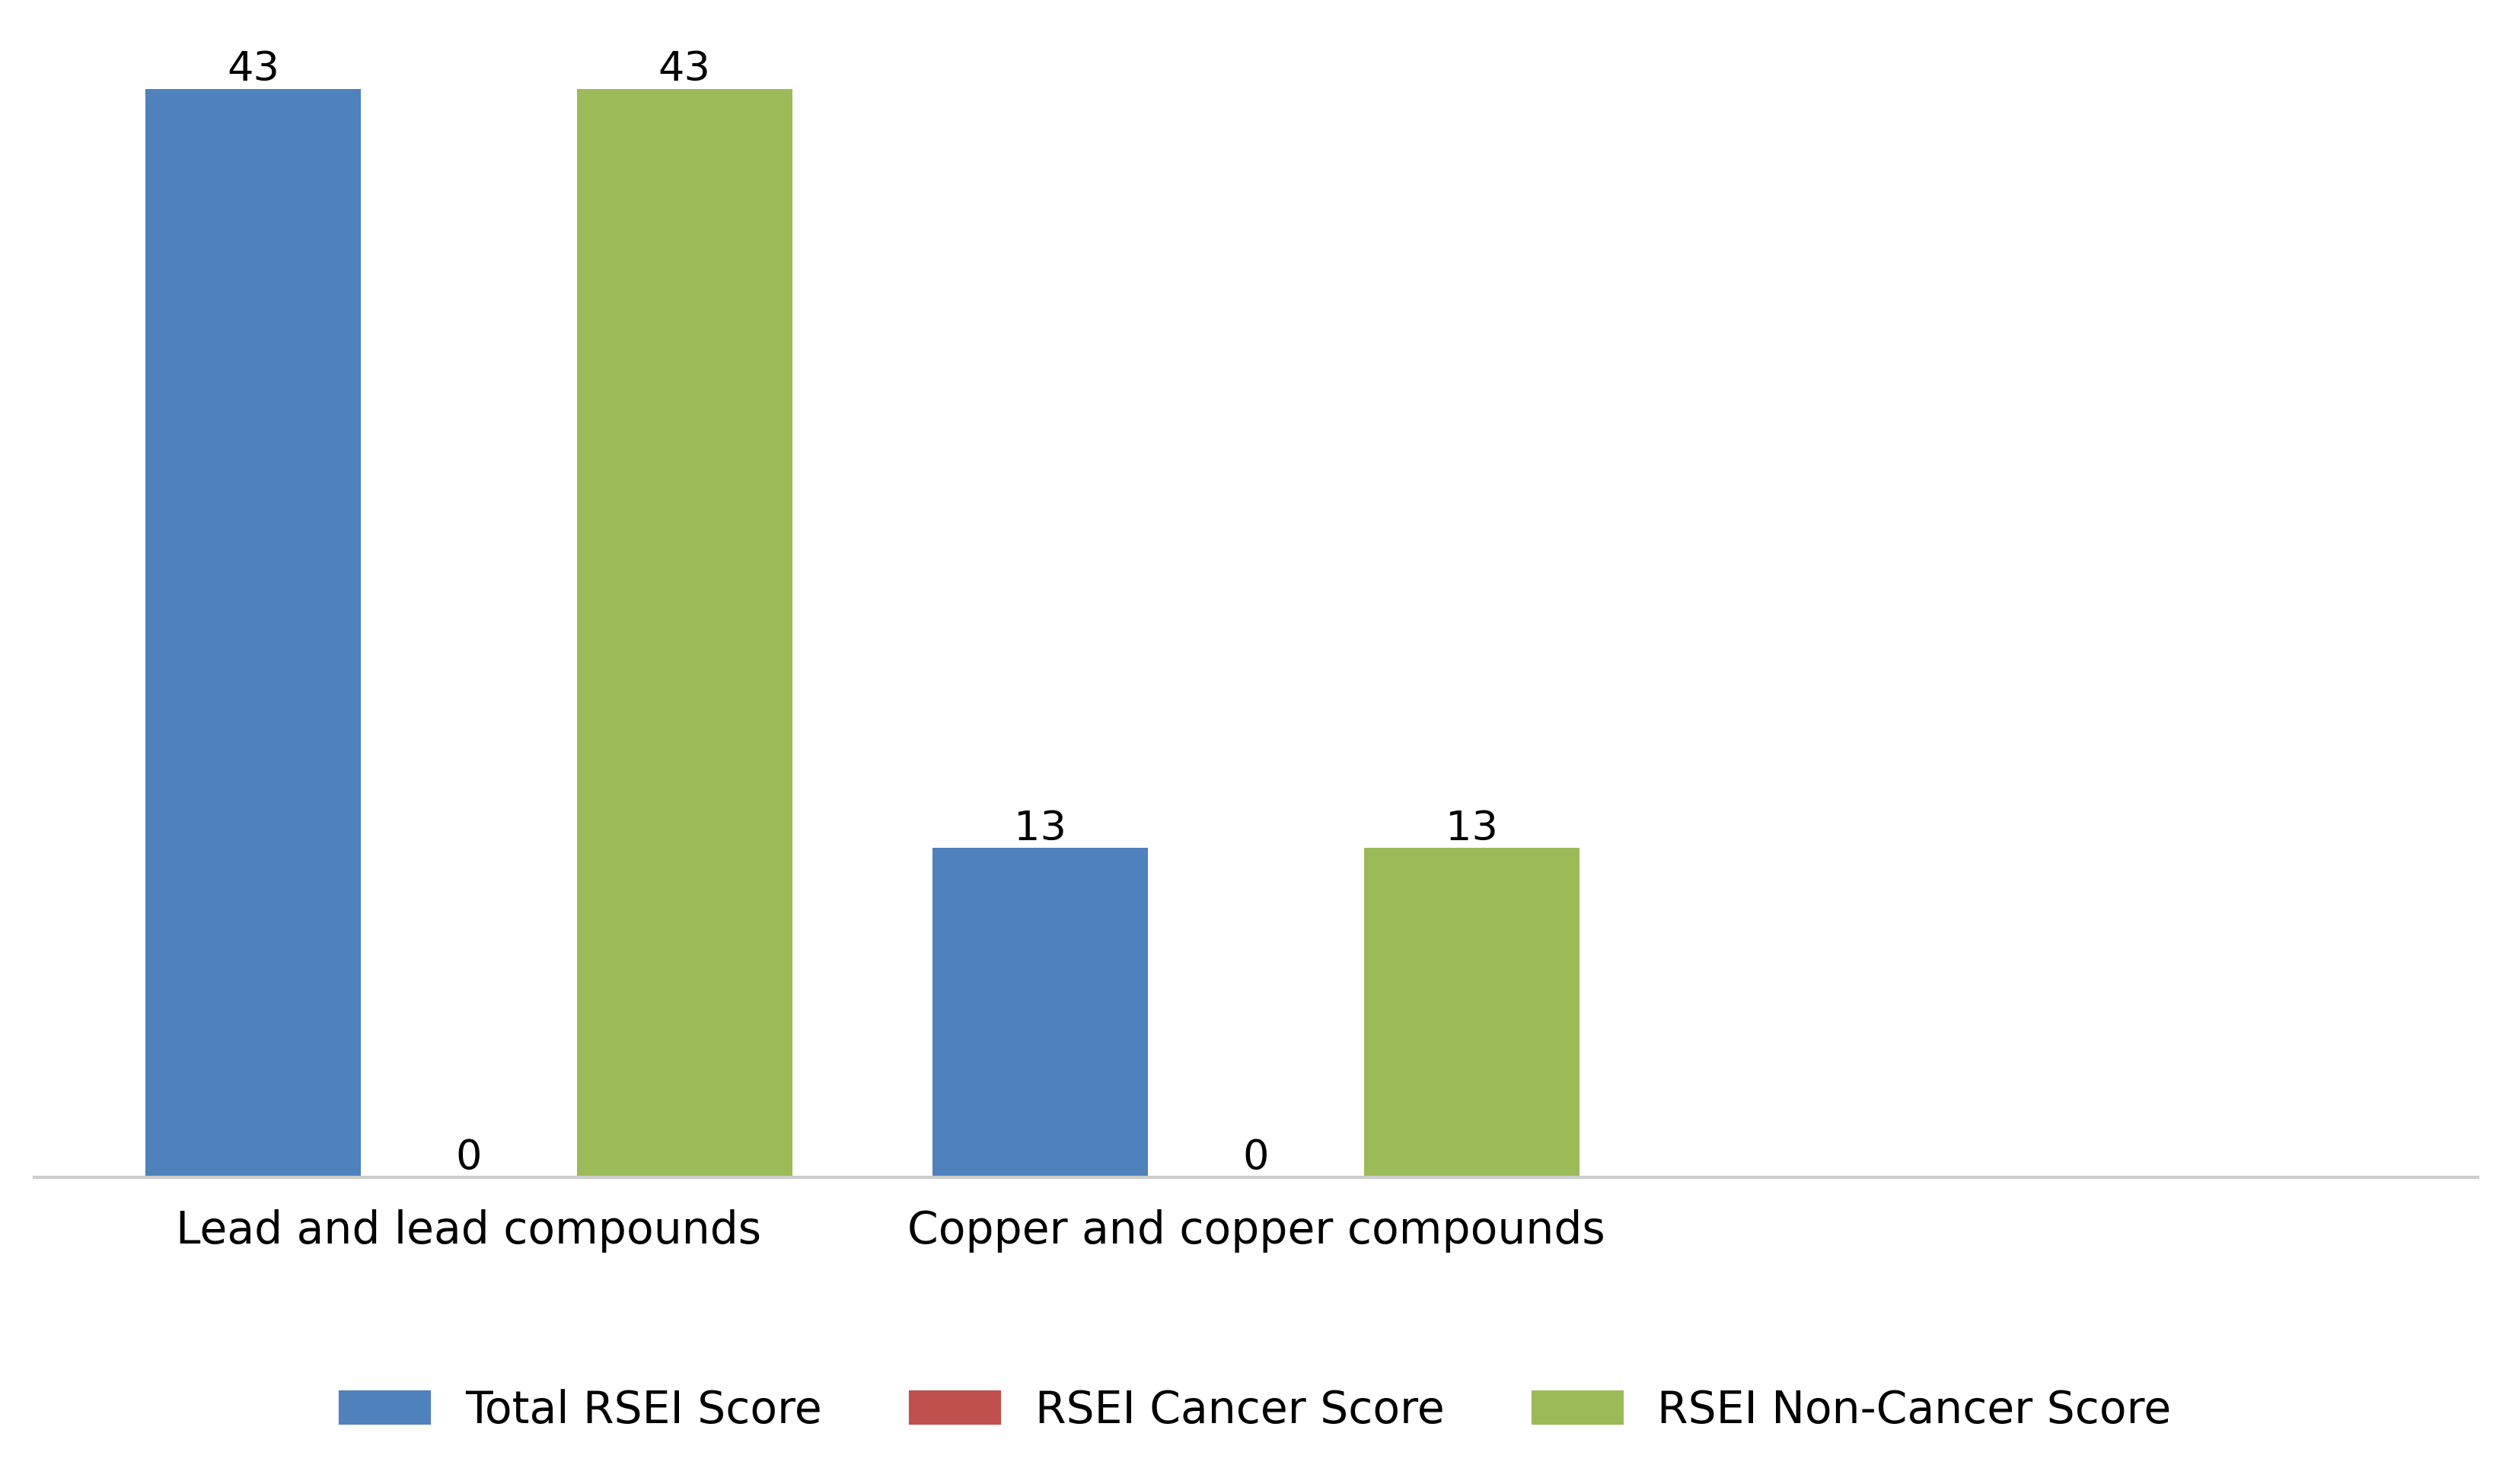 43
43
13
13
0
0
Lead and lead compounds
Copper and copper compounds
Total RSEI Score
RSEI Cancer Score
RSEI Non-Cancer Score